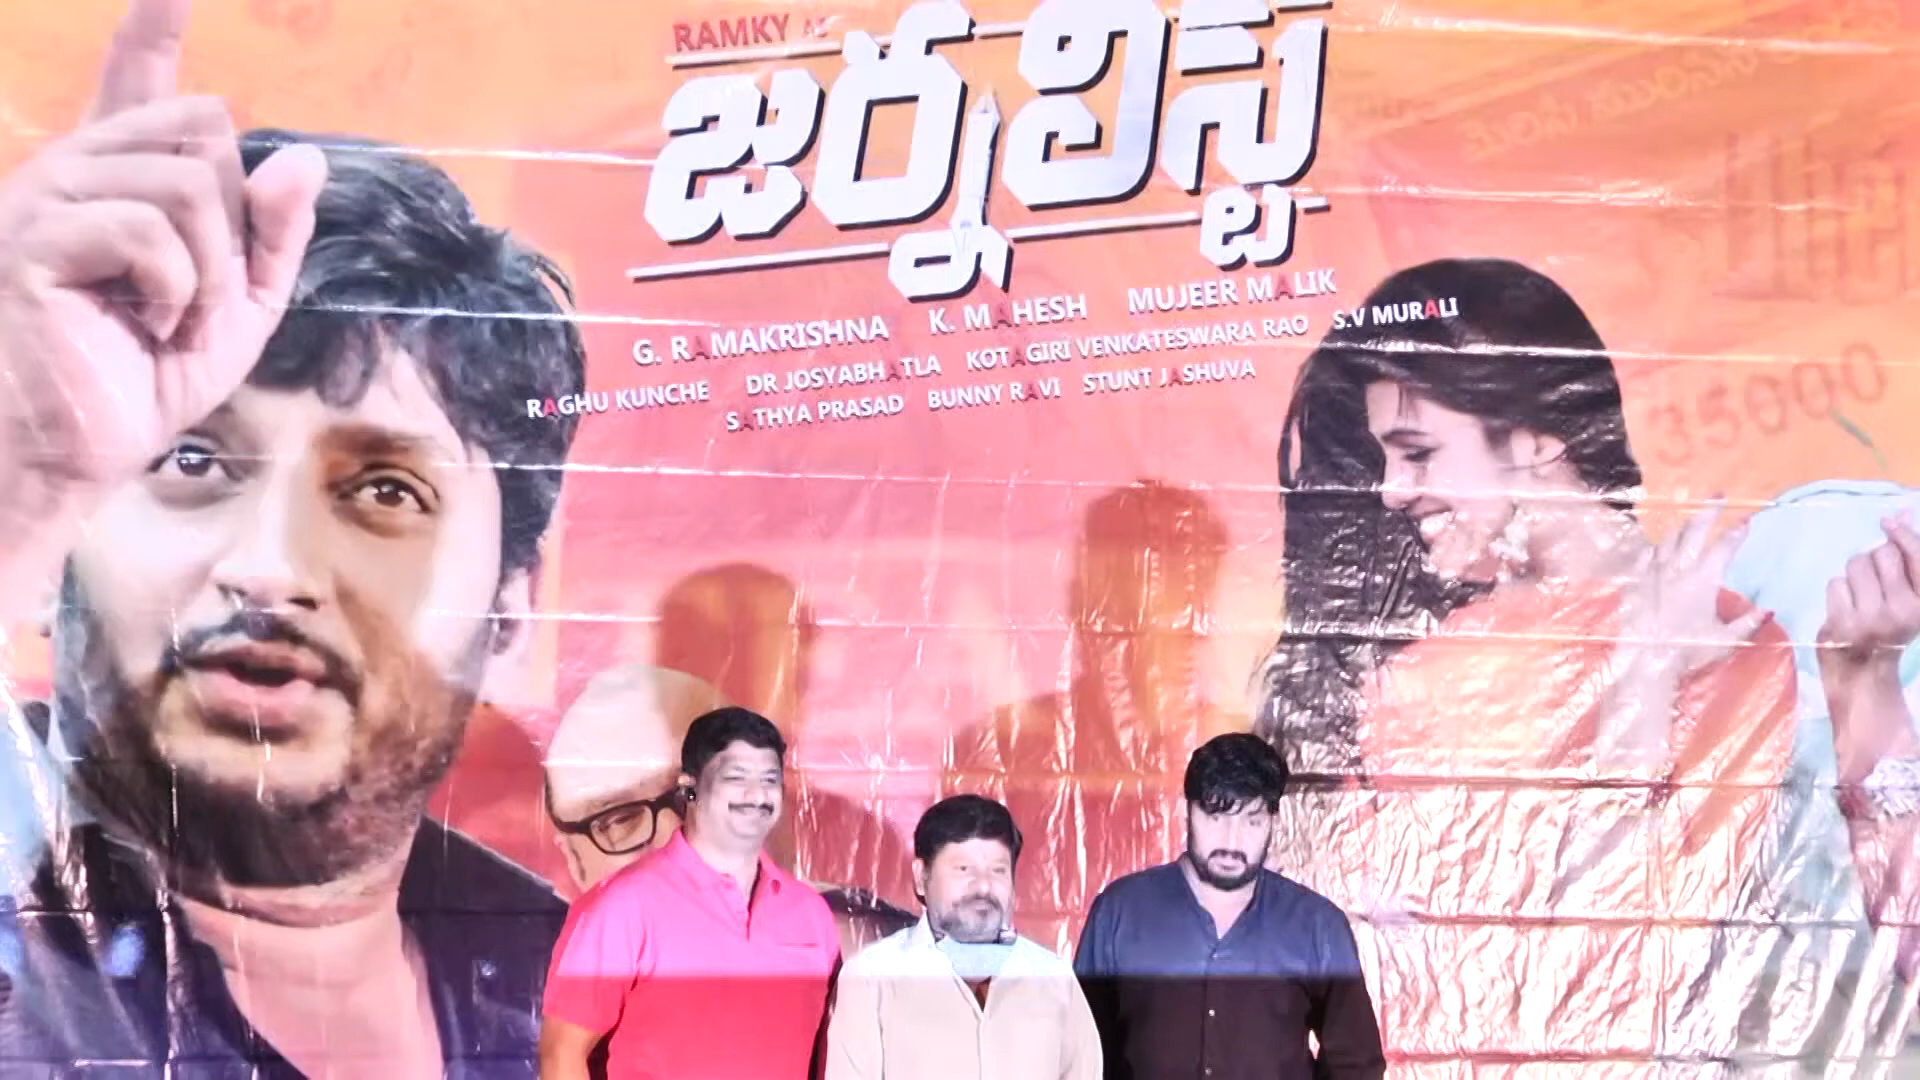 RAMKY AS
జర్నలిస్ట్
G. RAMAKRISHNA K. MAHESH MUJEER MALIK
RAGHU KUNCHE DR JOSYABHATLA KOTAGIRI VENKATESWARA RAO S.V MURALI
SATHYA PRASAD BUNNY RAVI STUNT JASHUVA
35000